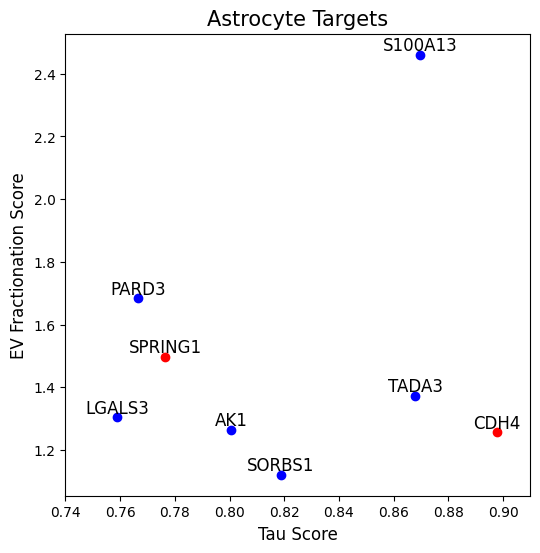 Astrocyte Targets
S100A13
2.4
2.2
2.0
1.8
1.6
1.4
1.2
EV Fractionation Score
PARD3
SPRING1
LGALS3
AK1
SORBS1
TADA3
CDH4
0.74 0.76 0.78 0.80 0.82 0.84 0.86 0.88 0.90
Tau Score